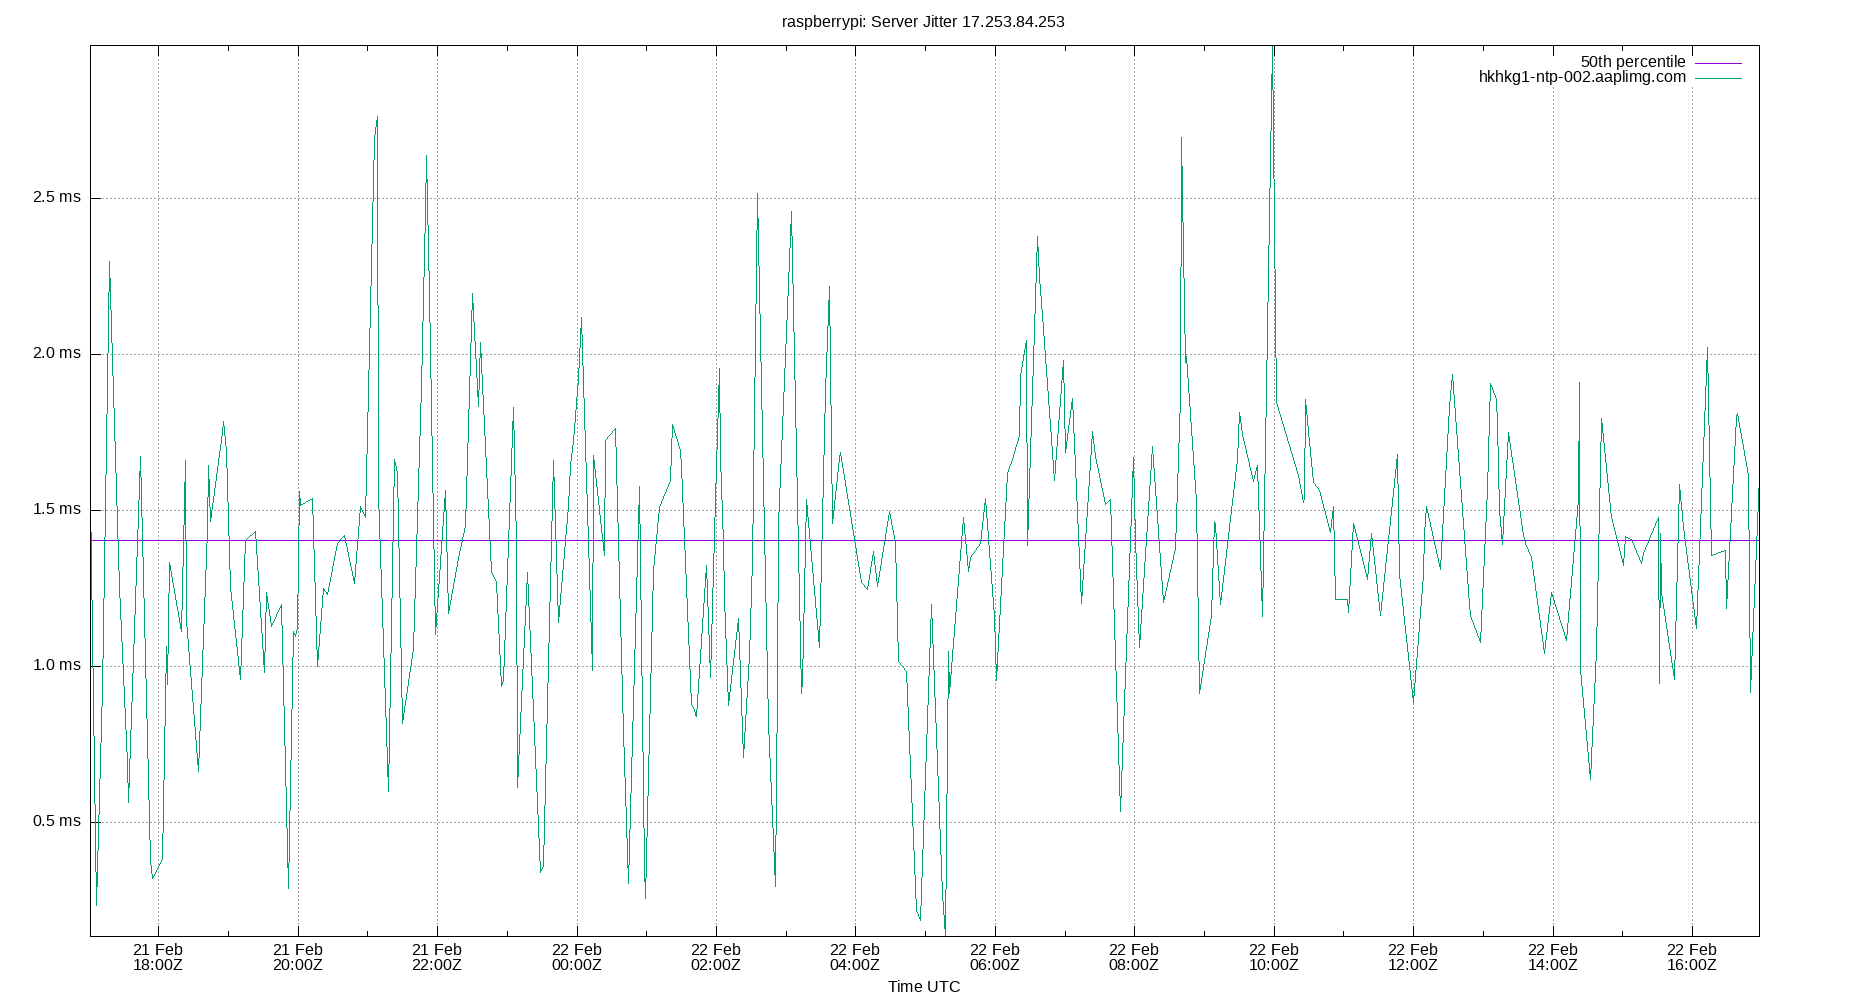 raspberrypi: Server Jitter 17.253.84.253
50th percentile
hkhkg1-ntp-002.aaplimg.com
2.5 ms
2.0 ms
1.5 ms
1.0 ms
0.5 ms
21 Feb 21 Feb 21 Feb 22 Feb 22 Feb 22 Feb 22 Feb 22 Feb 22 Feb 22 Feb 22 Feb 22 Feb
18:00Z 20:00Z 22:00Z 00:00Z 02:00Z 04:00Z 06:00Z 08:00Z 10:00Z 12:00Z 14:00Z 16:00Z
Time UTC